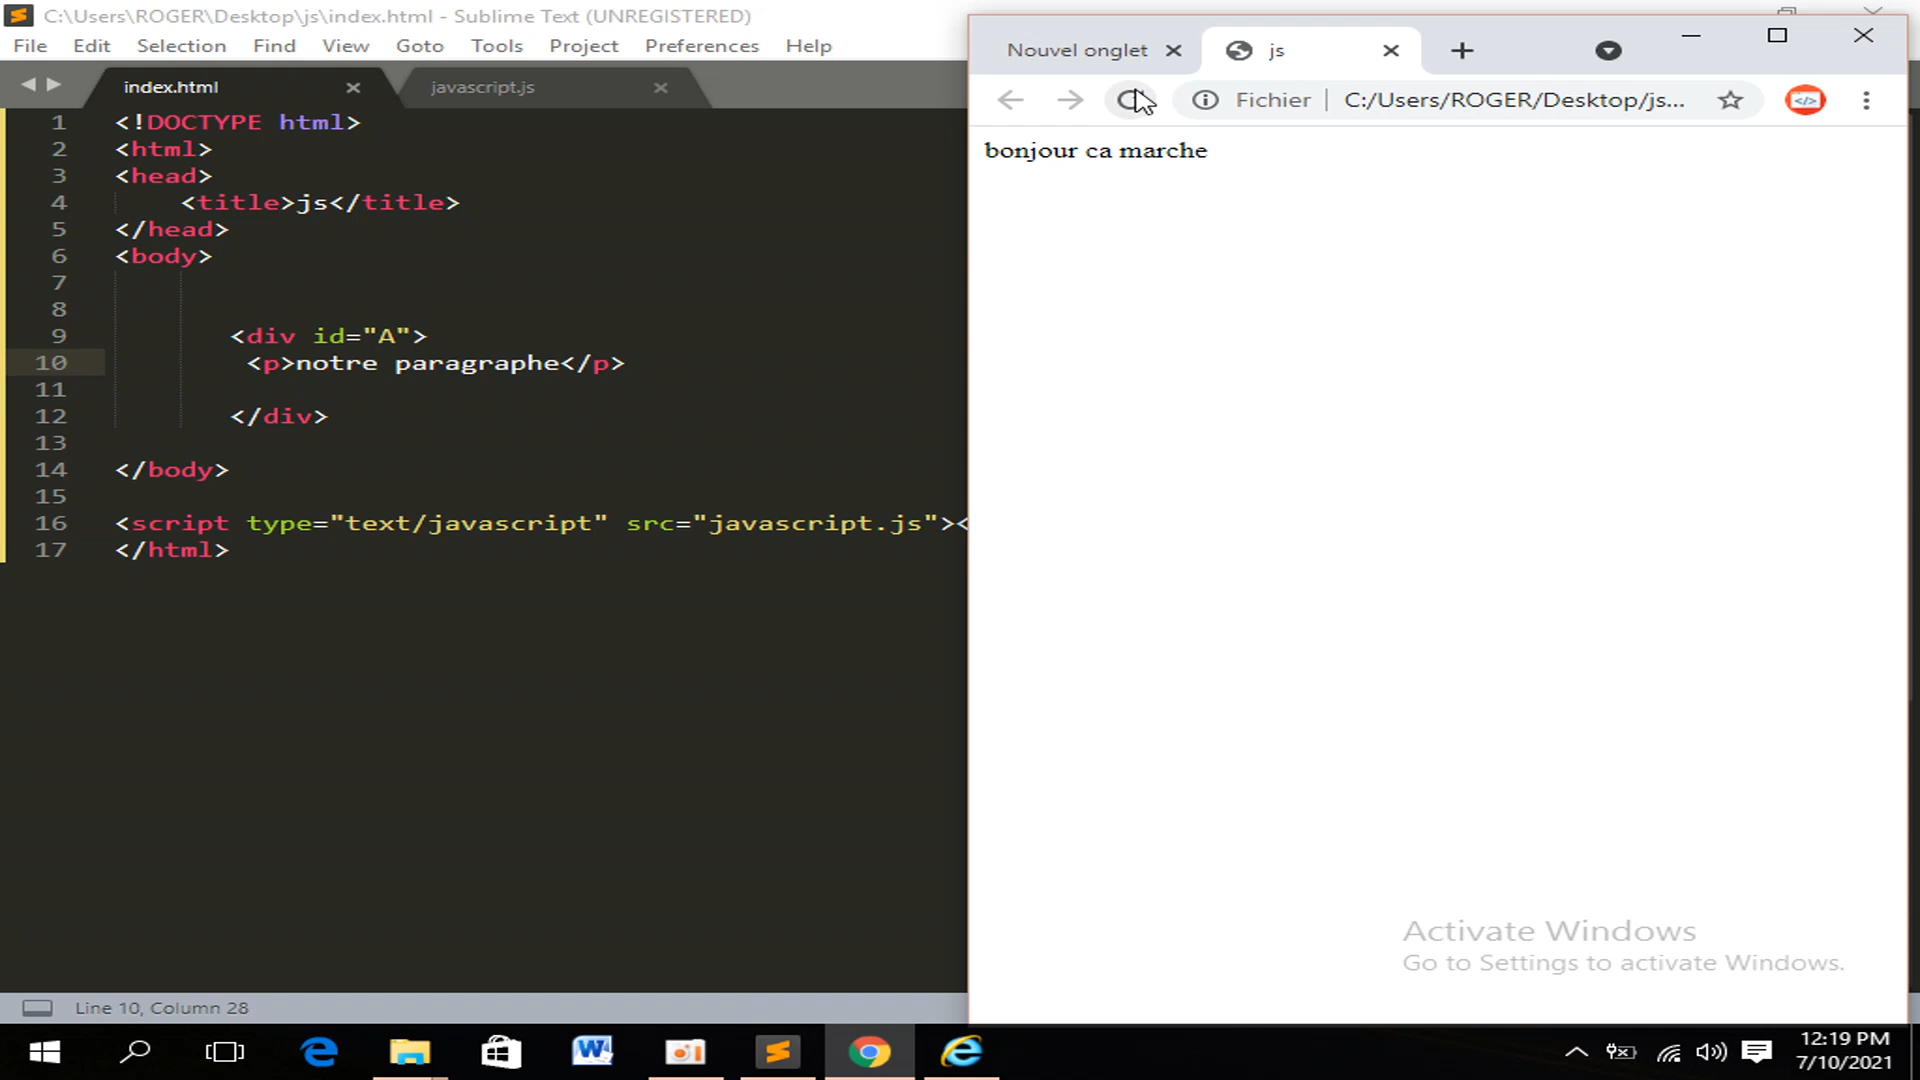 C:\Users\ROGER\Desktop\js\index.html - Sublime Text (UNREGISTERED)
File Edit Selection Find View Goto Tools Project Preferences Help
index.html
javascript.js
1 <!DOCTYPE html>
2 <html>
3 <head>
4 <title>js</title>
5 </head>
6 <body>
7
8
9 <div id="A">
10 <p>notre paragraphe</p>
11
12 </div>
13
14 </body>
15
16 <script type="text/javascript" src="javascript.js"><
17 </html>
Line 10, Column 28
Nouvel onglet
js
Fichier | C:/Users/ROGER/Desktop/js...
bonjour ca marche
Activate Windows
Go to Settings to activate Windows.
12:19 PM
7/10/2021